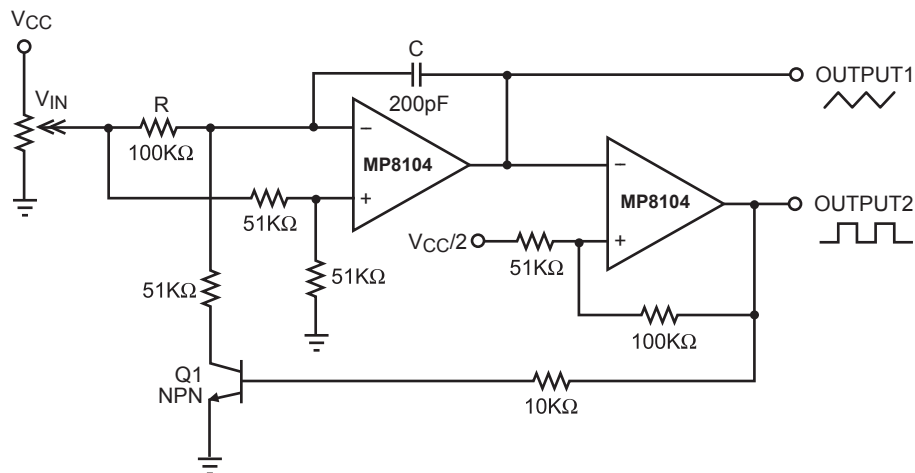 VCC
C
OUTPUT1
VIN
R
200pF
100KΩ
−
MP8104
+
51KΩ
−
MP8104
+
OUTPUT2
VCC/2
51KΩ
51KΩ
51KΩ
100KΩ
Q1
NPN
10KΩ